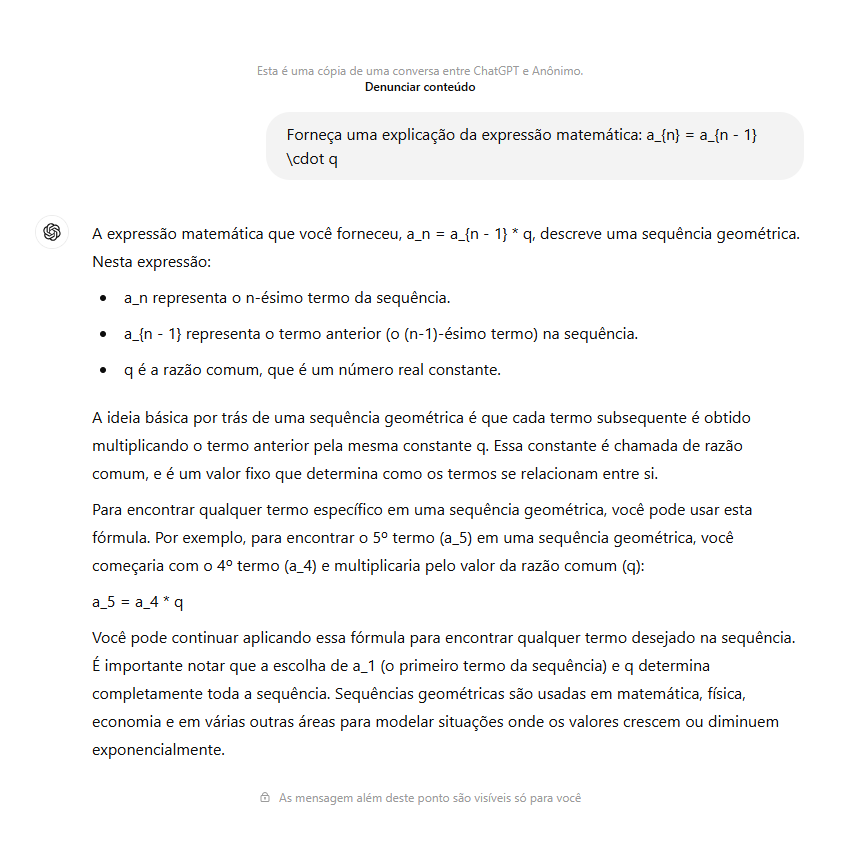 Esta é uma cópia de uma conversa entre ChatGPT e Anônimo.
Denunciar conteúdo
Forneça uma explicação da expressão matemática: a_{n} = a_{n - 1}
\cdot q
A expressão matemática que você forneceu, a_n = a_{n - 1} * q, descreve uma sequência geométrica.
Nesta expressão:
• a_n representa o n-ésimo termo da sequência.
• a_{n - 1} representa o termo anterior (o (n-1)-ésimo termo) na sequência.
• q é a razão comum, que é um número real constante.
A ideia básica por trás de uma sequência geométrica é que cada termo subsequente é obtido
multiplicando o termo anterior pela mesma constante q. Essa constante é chamada de razão
comum, e é um valor fixo que determina como os termos se relacionam entre si.
Para encontrar qualquer termo específico em uma sequência geométrica, você pode usar esta
fórmula. Por exemplo, para encontrar o 5º termo (a_5) em uma sequência geométrica, você
começaria com o 4º termo (a_4) e multiplicaria pelo valor da razão comum (q):
a_5 = a_4 * q
Você pode continuar aplicando essa fórmula para encontrar qualquer termo desejado na sequência.
É importante notar que a escolha de a_1 (o primeiro termo da sequência) e q determina
completamente toda a sequência. Sequências geométricas são usadas em matemática, física,
economia e em várias outras áreas para modelar situações onde os valores crescem ou diminuem
exponencialmente.
As mensagem além deste ponto são visíveis só para você